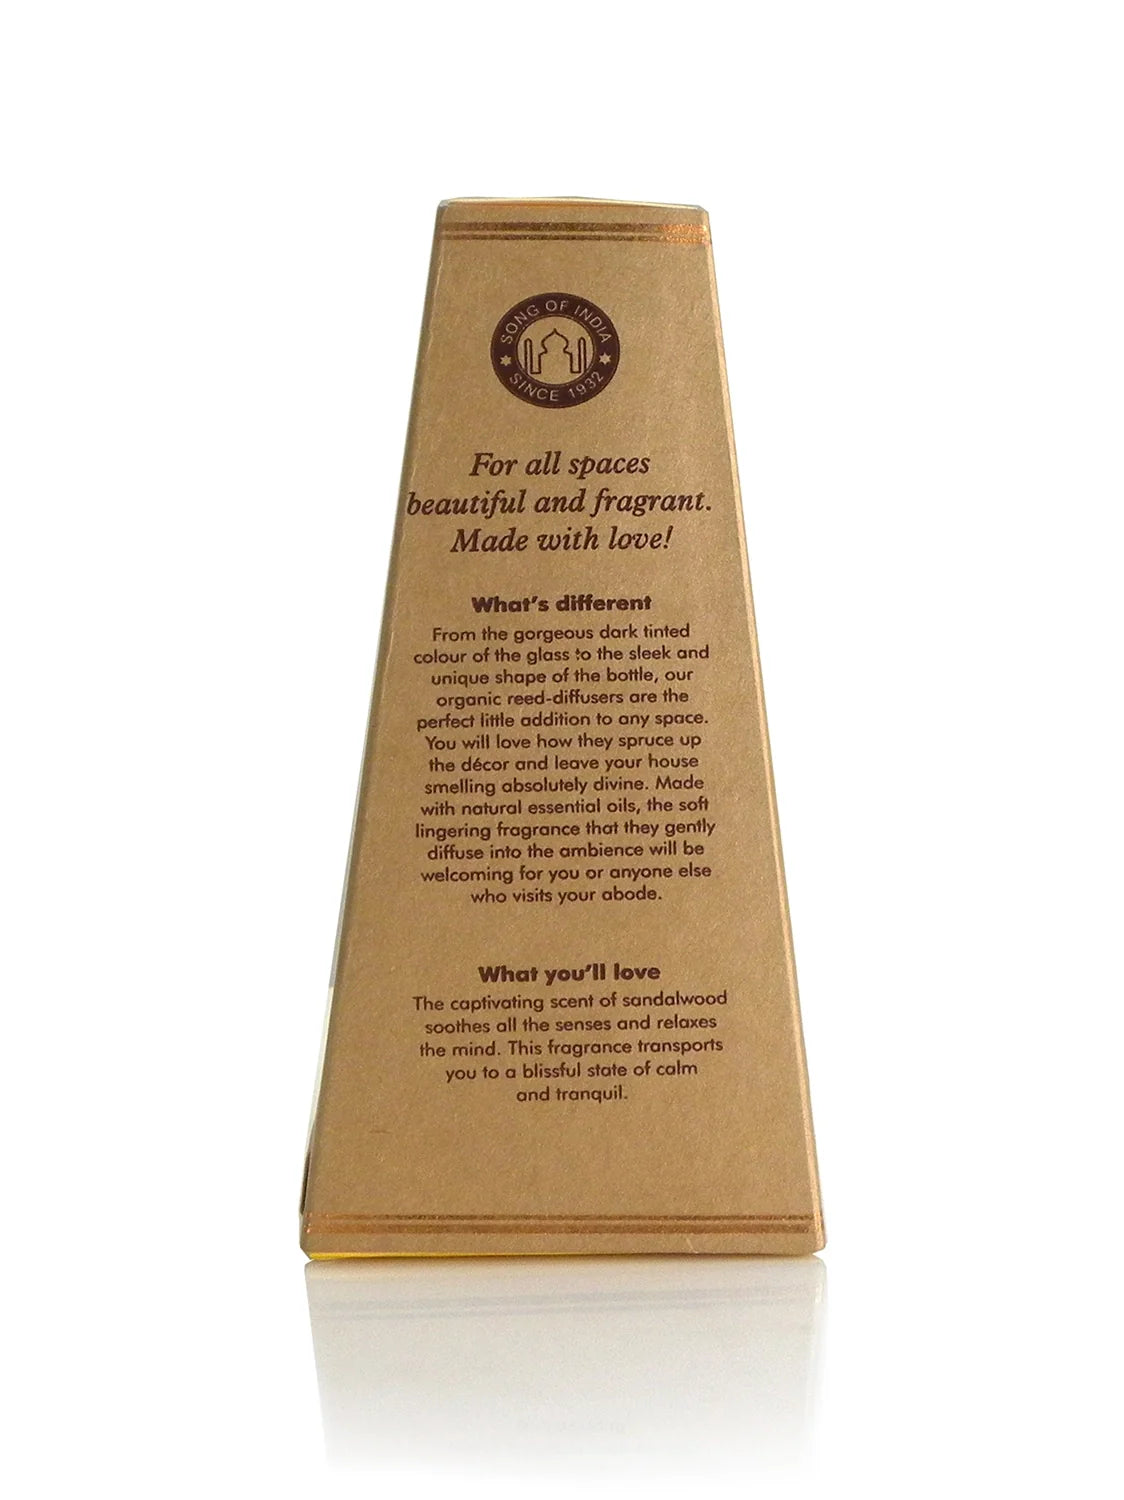 SONG OF INDIA
SINCE 1932
For all spaces
beautiful and fragrant.
Made with love!
What's different
From the gorgeous dark tinted
colour of the glass to the sleek and
unique shape of the bottle, our
organic reed-diffusers are the
perfect little addition to any space.
You will love how they spruce up
the décor and leave your house
smelling absolutely divine. Made
with natural essential oils, the soft
lingering fragrance that they gently
diffuse into the ambience will be
welcoming for you or anyone else
who visits your abode.
What you'll love
The captivating scent of sandalwood
soothes all the senses and relaxes
the mind. This fragrance transports
you to a blissful state of calm
and tranquil.